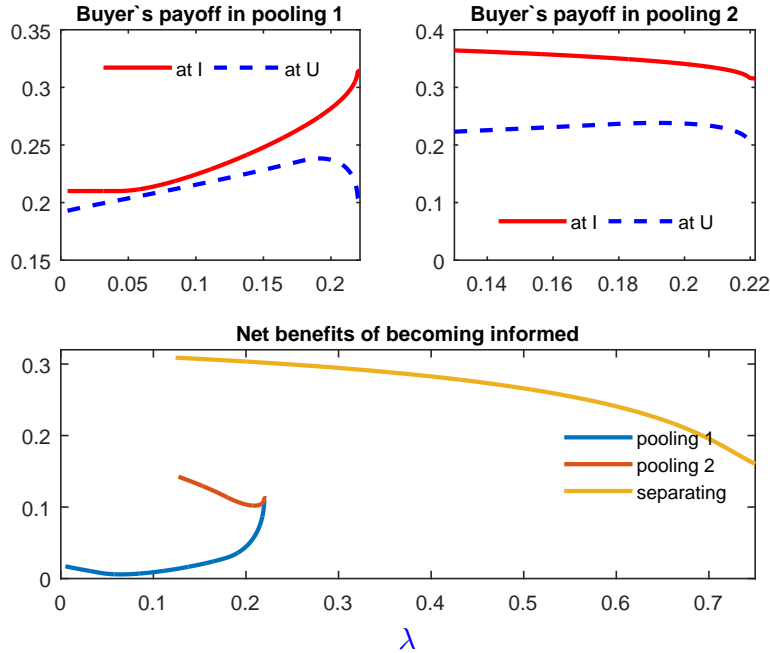 Buyer`s payoff in pooling 1
0.35
0.3
0.25
0.2
0.15
at I
at U
0
0.05
0.1
0.15
0.2
Buyer`s payoff in pooling 2
0.4
0.3
0.2
0.1
0
at I
at U
0.14
0.16
0.18
0.2
0.22
Net benefits of becoming informed
0.3
0.2
0.1
0
pooling 1
pooling 2
separating
0
0.1
0.2
0.3
0.4
0.5
0.6
0.7
λ